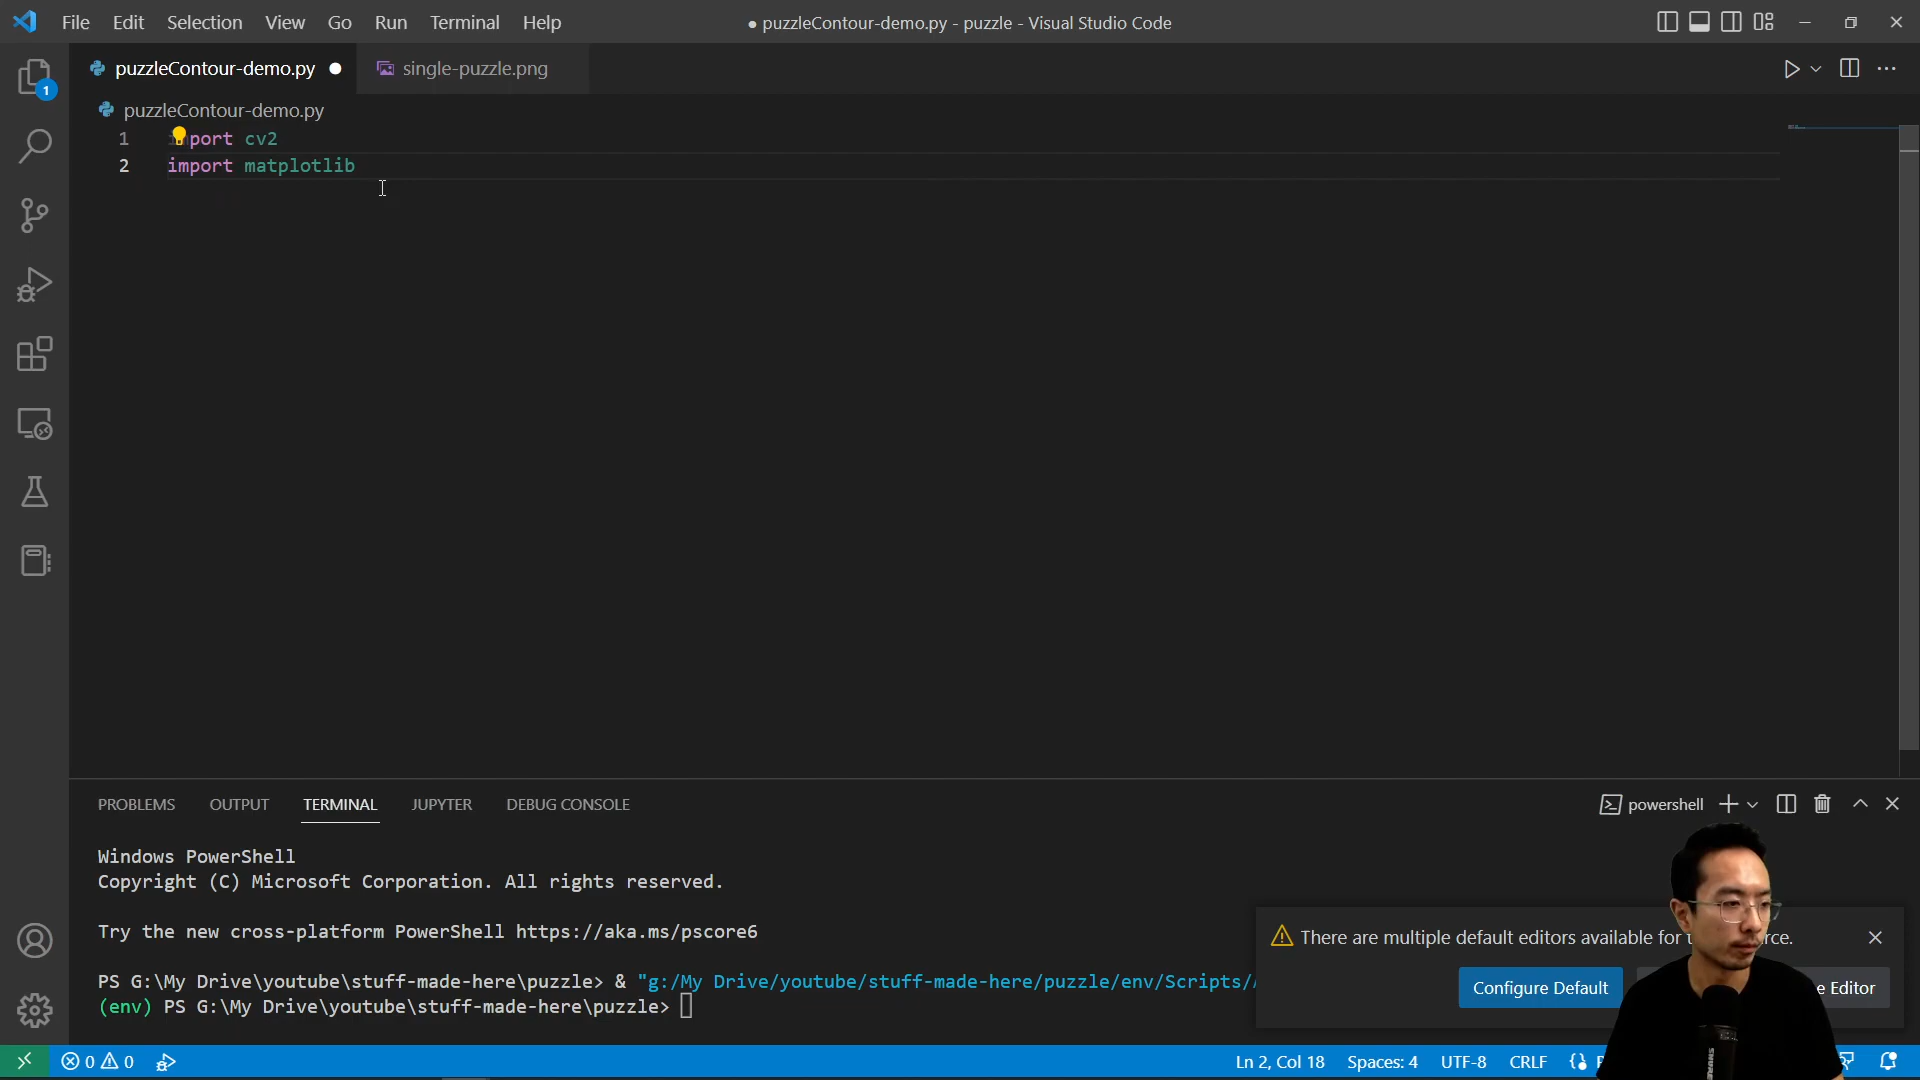 File Edit Selection View Go Run Terminal Help
● puzzleContour-demo.py - puzzle - Visual Studio Code
puzzleContour-demo.py ●
single-puzzle.png
1
puzzleContour-demo.py
1 import cv2
2 import matplotlib
PROBLEMS OUTPUT TERMINAL JUPYTER DEBUG CONSOLE
powershell
Windows PowerShell
Copyright (C) Microsoft Corporation. All rights reserved.
Try the new cross-platform PowerShell https://aka.ms/pscore6
PS G:\My Drive\youtube\stuff-made-here\puzzle> & "g:/My Drive/youtube/stuff-made-here/puzzle/env/Scripts/
(env) PS G:\My Drive\youtube\stuff-made-here\puzzle>
There are multiple default editors available for
Configure Default
Editor
0 0
Ln 2, Col 18 Spaces: 4 UTF-8 CRLF {}
SHURE